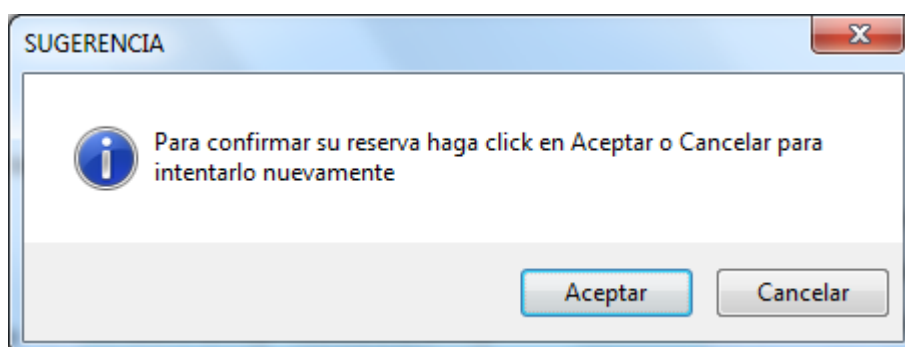 SUGERENCIA
Para confirmar su reserva haga click en Aceptar o Cancelar para
intentarlo nuevamente
Aceptar
Cancelar